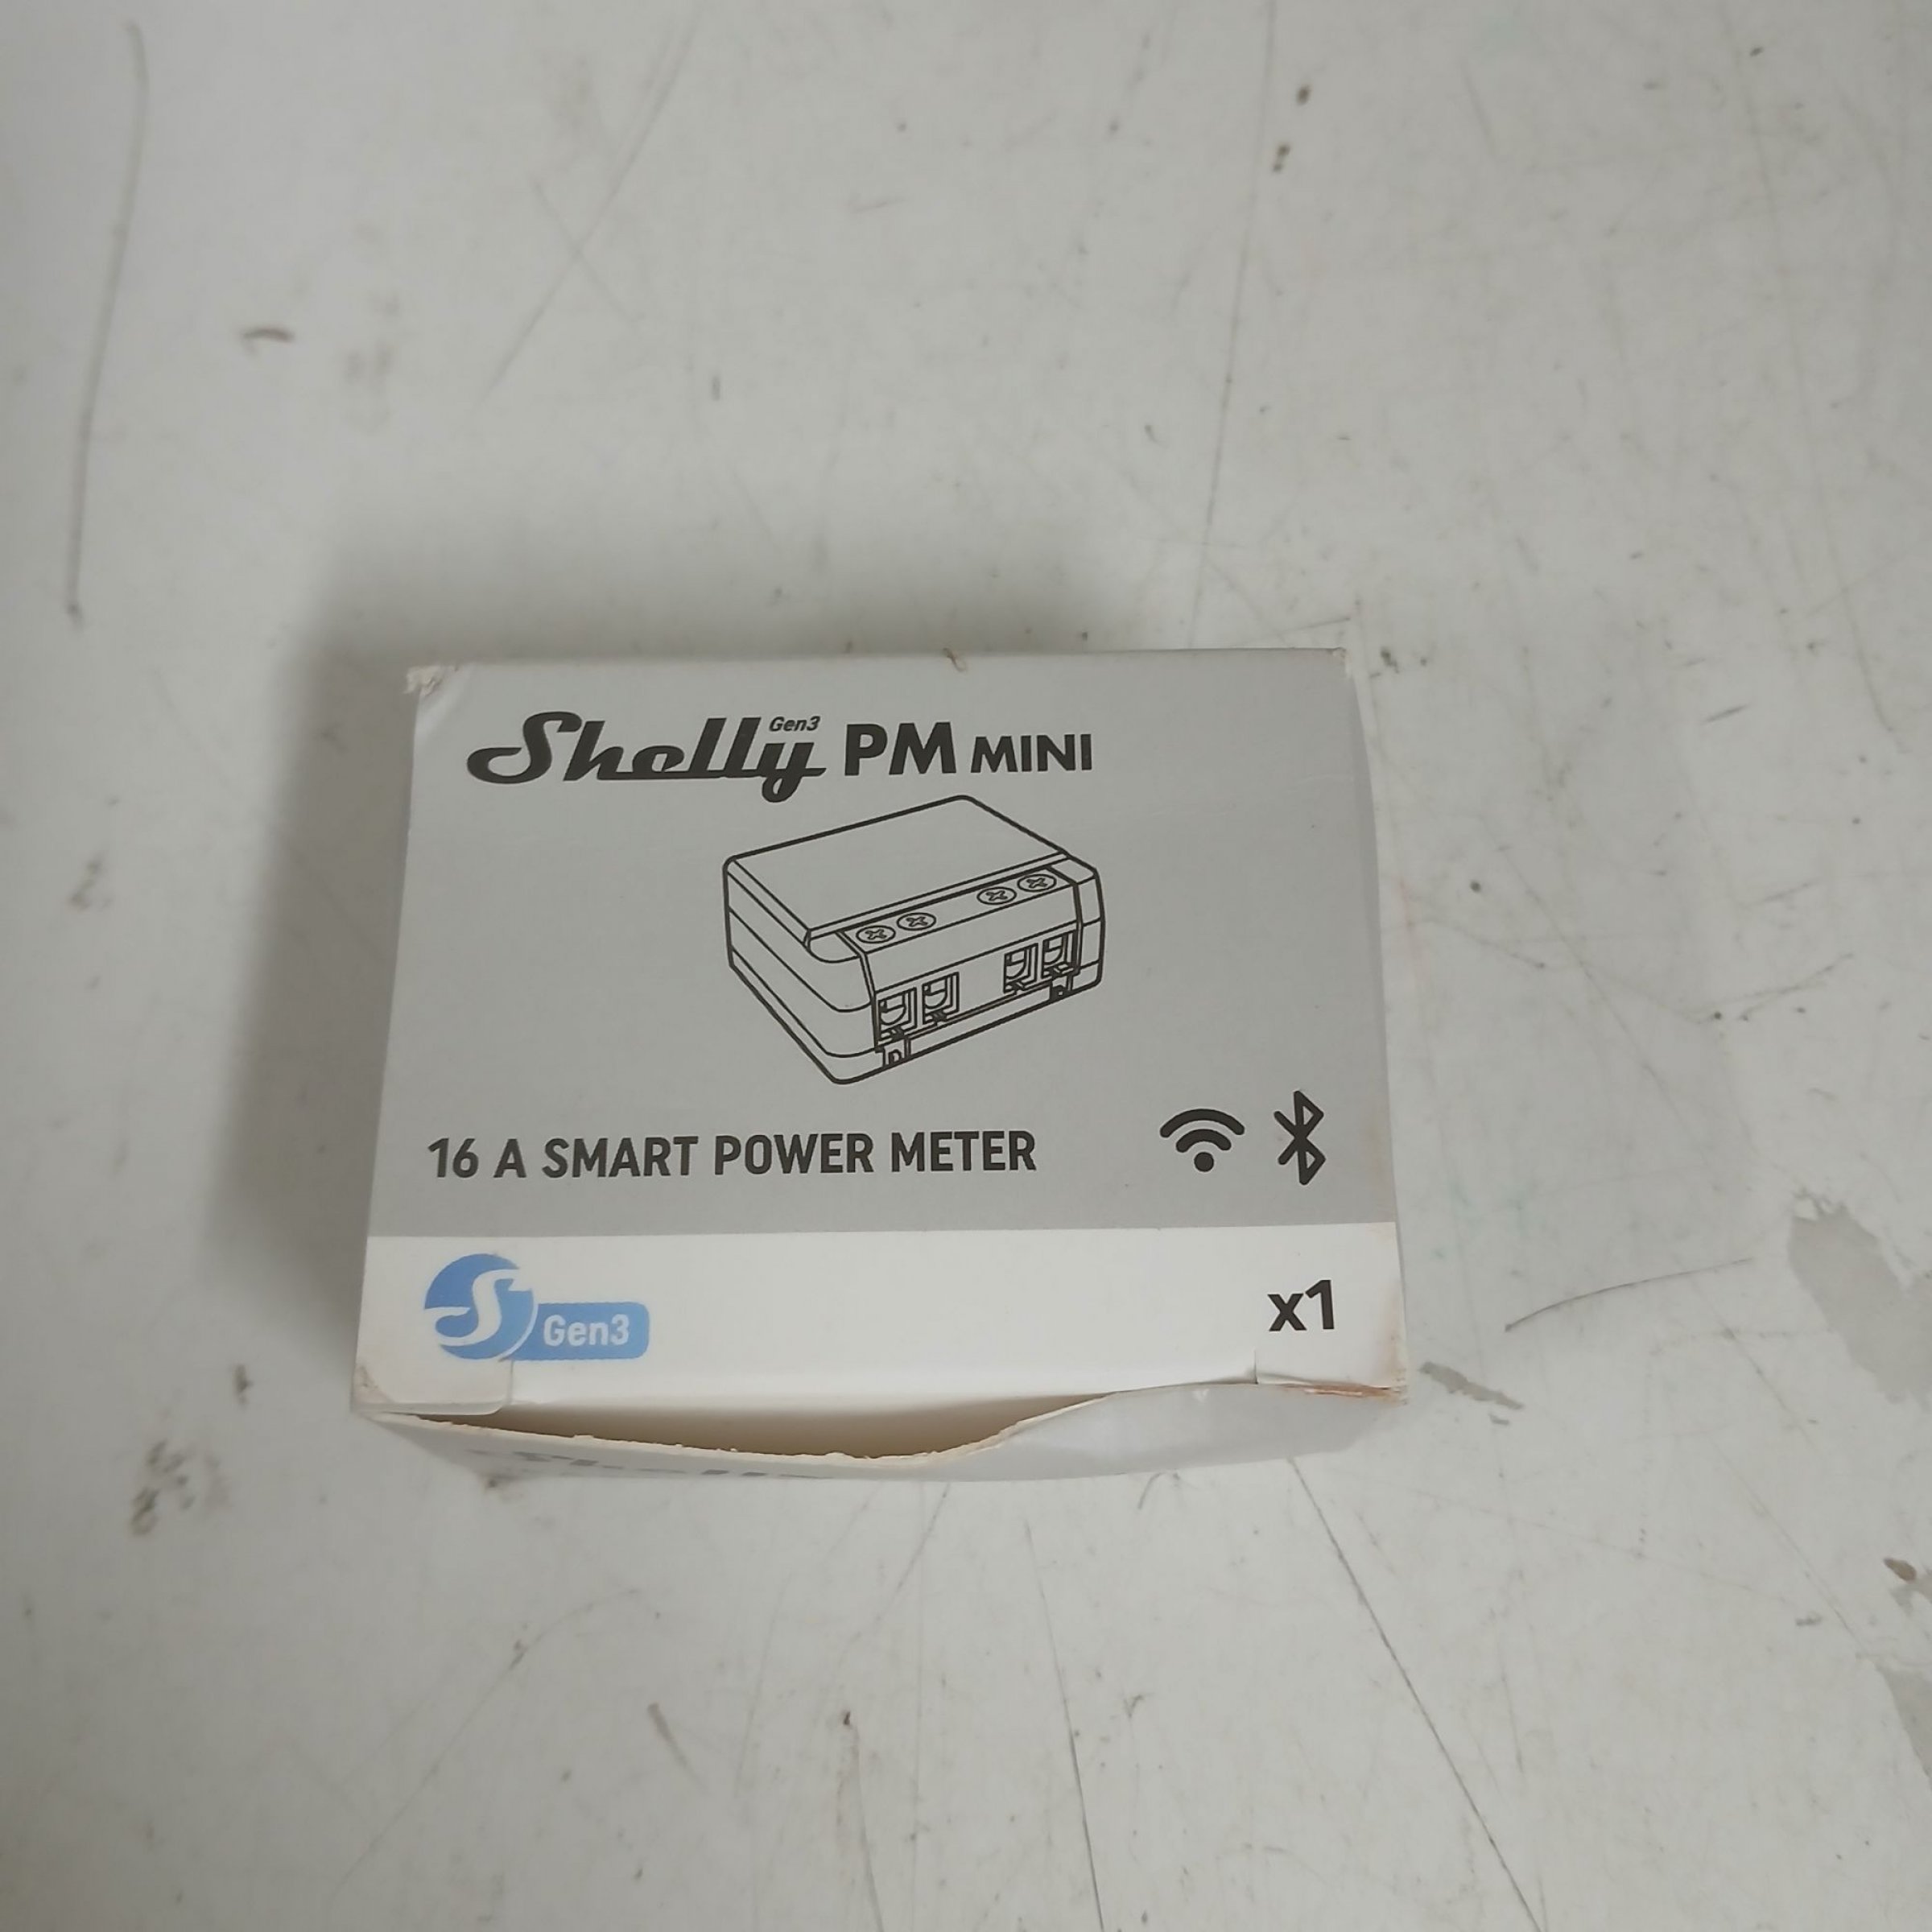 Shelly Gen3 PM MINI
16 A SMART POWER METER
S Gen3
x1